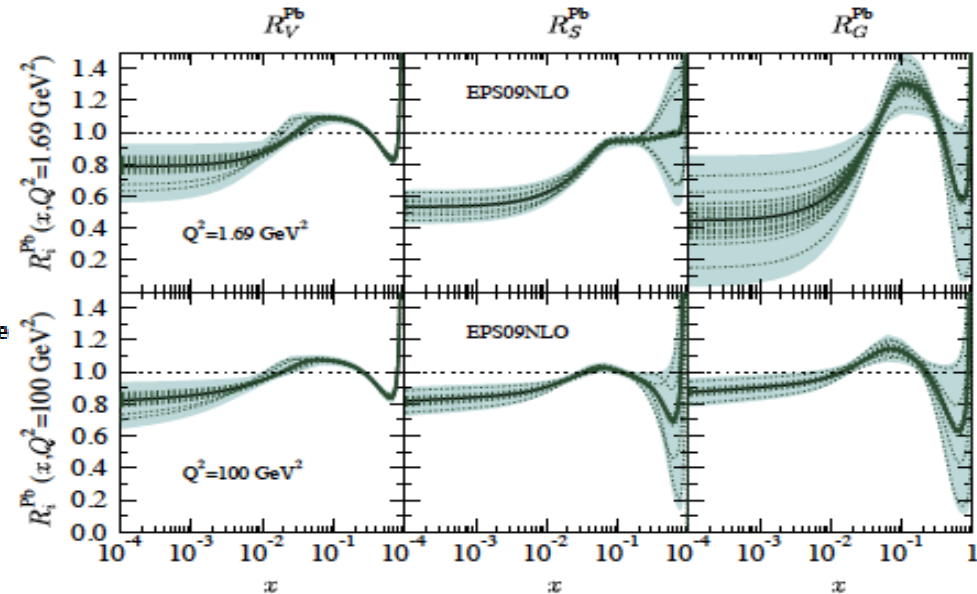 R_V^Pb R_S^Pb R_G^Pb
R_i^Pb (x,Q²=1.69 GeV²)
1.4
1.2
1.0
0.8
0.6
0.4
0.2
EPS09NLO
Q²=1.69 GeV²
e
R_i^Pb (x,Q²=100 GeV²)
1.4
1.2
1.0
0.8
0.6
0.4
0.2
0.0
EPS09NLO
Q²=100 GeV²
10⁻⁴ 10⁻³ 10⁻² 10⁻¹ 10⁻⁴ 10⁻³ 10⁻² 10⁻¹ 10⁻⁴ 10⁻³ 10⁻² 10⁻¹ 1
x x x